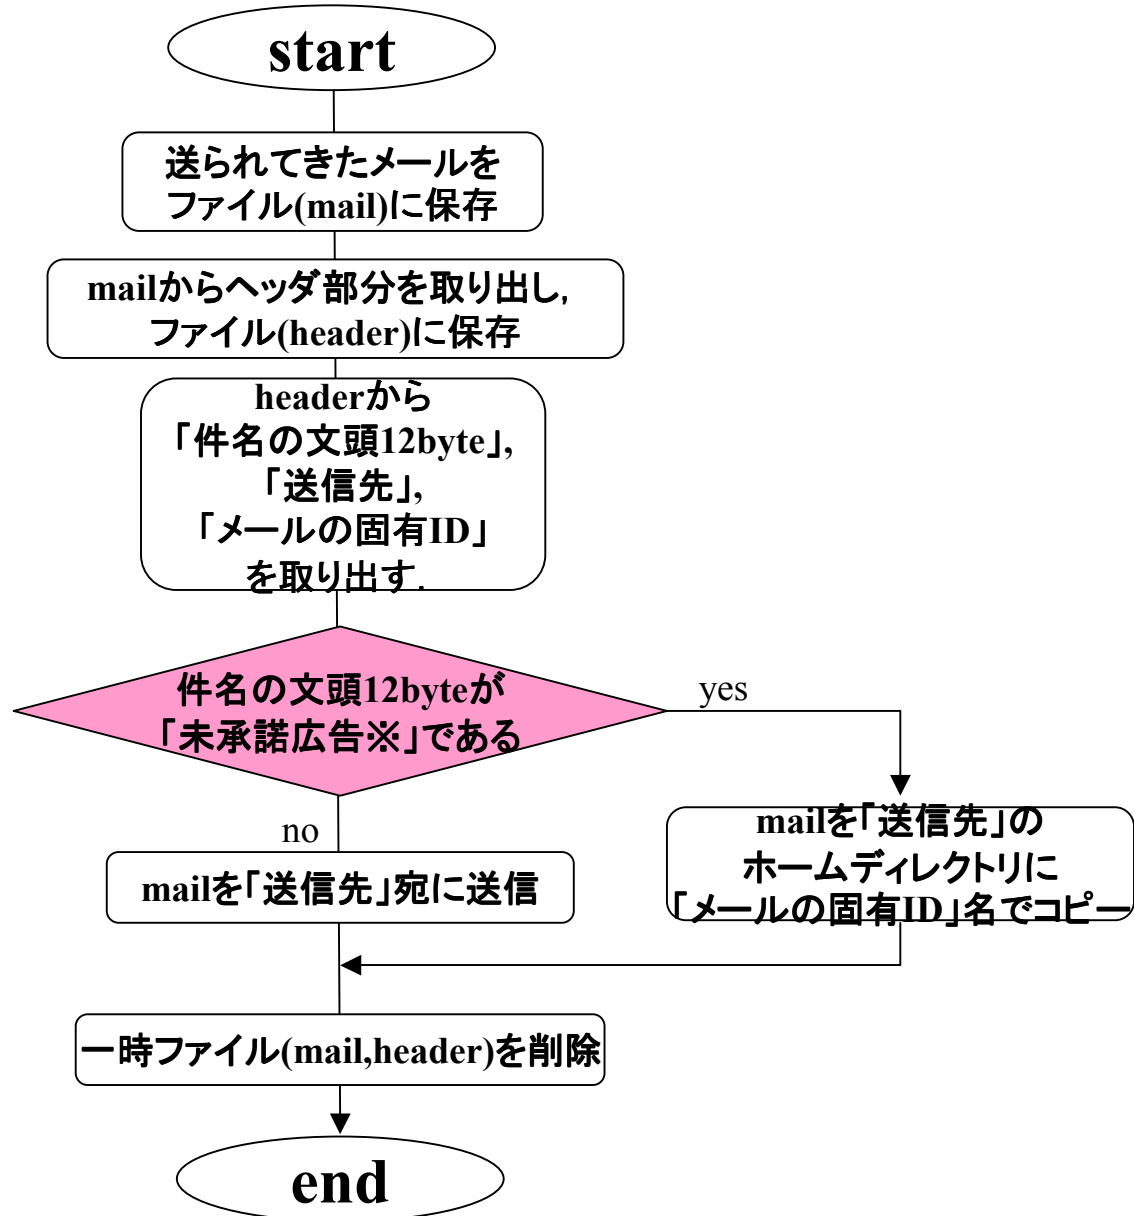 start
送られてきたメールを
ファイル(mail)に保存
mailからヘッダ部分を取り出し,
ファイル(header)に保存
headerから
「件名の文頭12byte」,
「送信先」,
「メールの固有ID」
を取り出す.
件名の文頭12byteが
「未承諾広告※」である
yes
no
mailを「送信先」宛に送信
mailを「送信先」の
ホームディレクトリに
「メールの固有ID」名でコピー
一時ファイル(mail,header)を削除
end